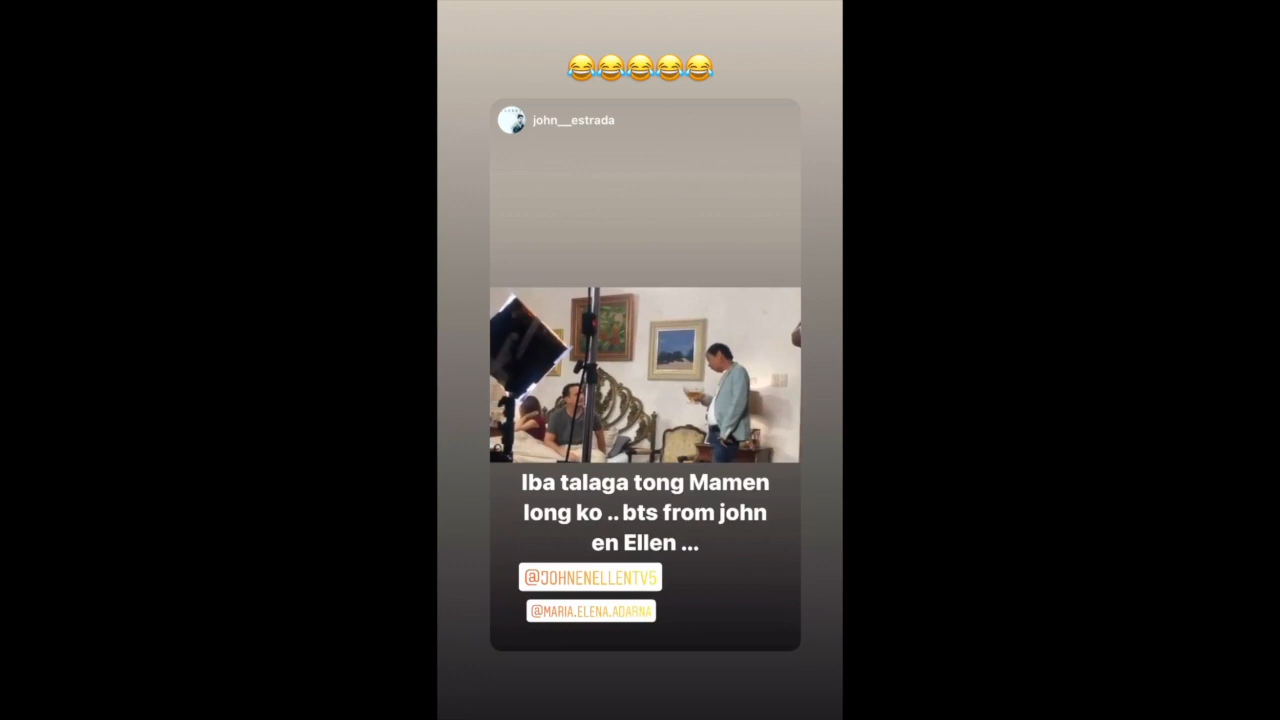 😂😂😂😂😂
john__estrada
Iba talaga tong Mamen
long ko .. bts from john
en Ellen ...
@JOHNENELLENTV5
@MARIA.ELENA.ADARNA